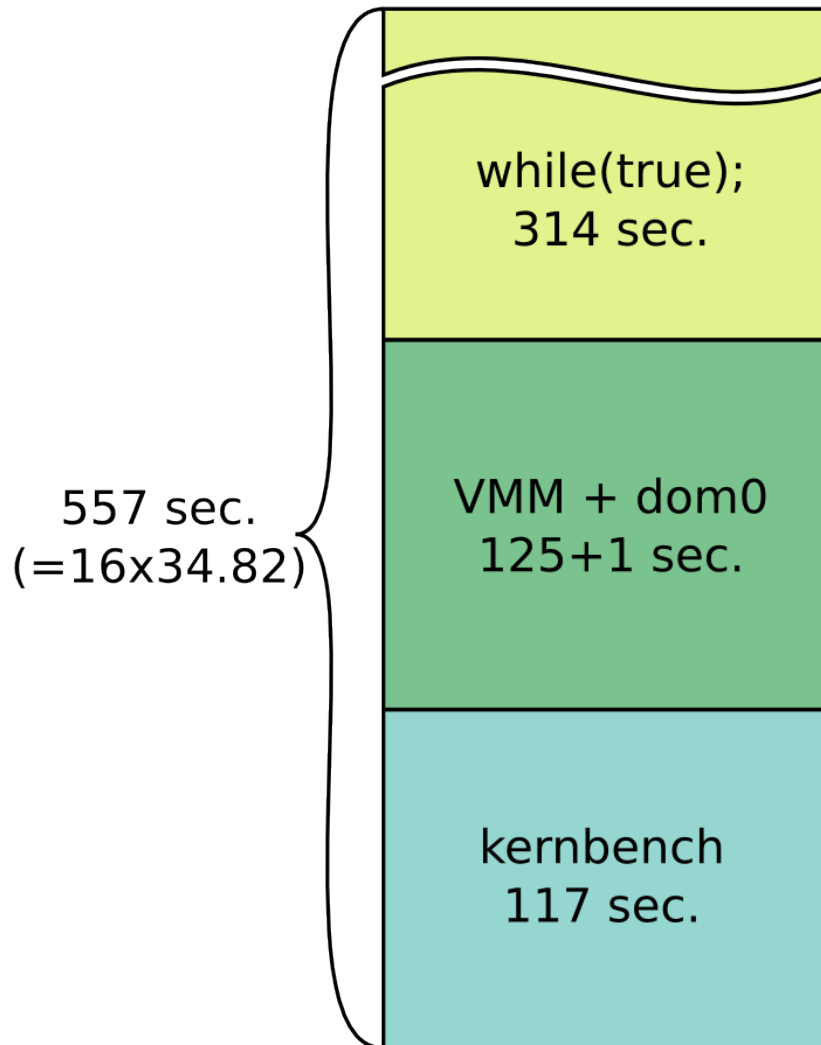 while(true);
314 sec.
557 sec.
(=16x34.82)
VMM + dom0
125+1 sec.
kernbench
117 sec.